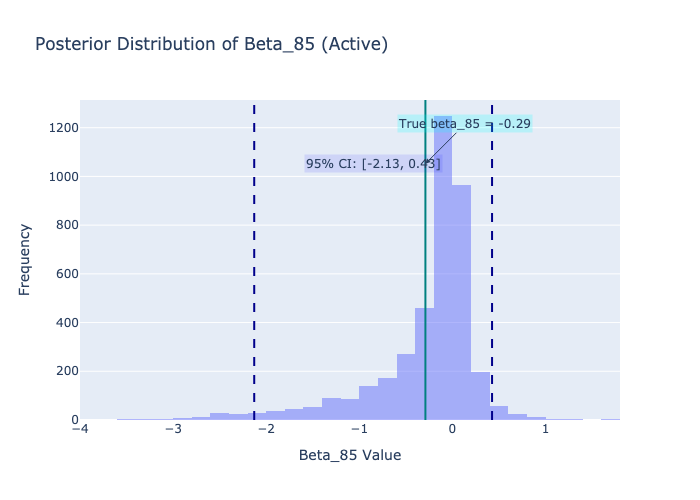 Posterior Distribution of Beta_85 (Active)
True beta_85 = -0.29
95% CI: [-2.13, 0.43]
1200
1000
800
600
400
200
0
−4
−3
−2
−1
0
1
Frequency
Beta_85 Value